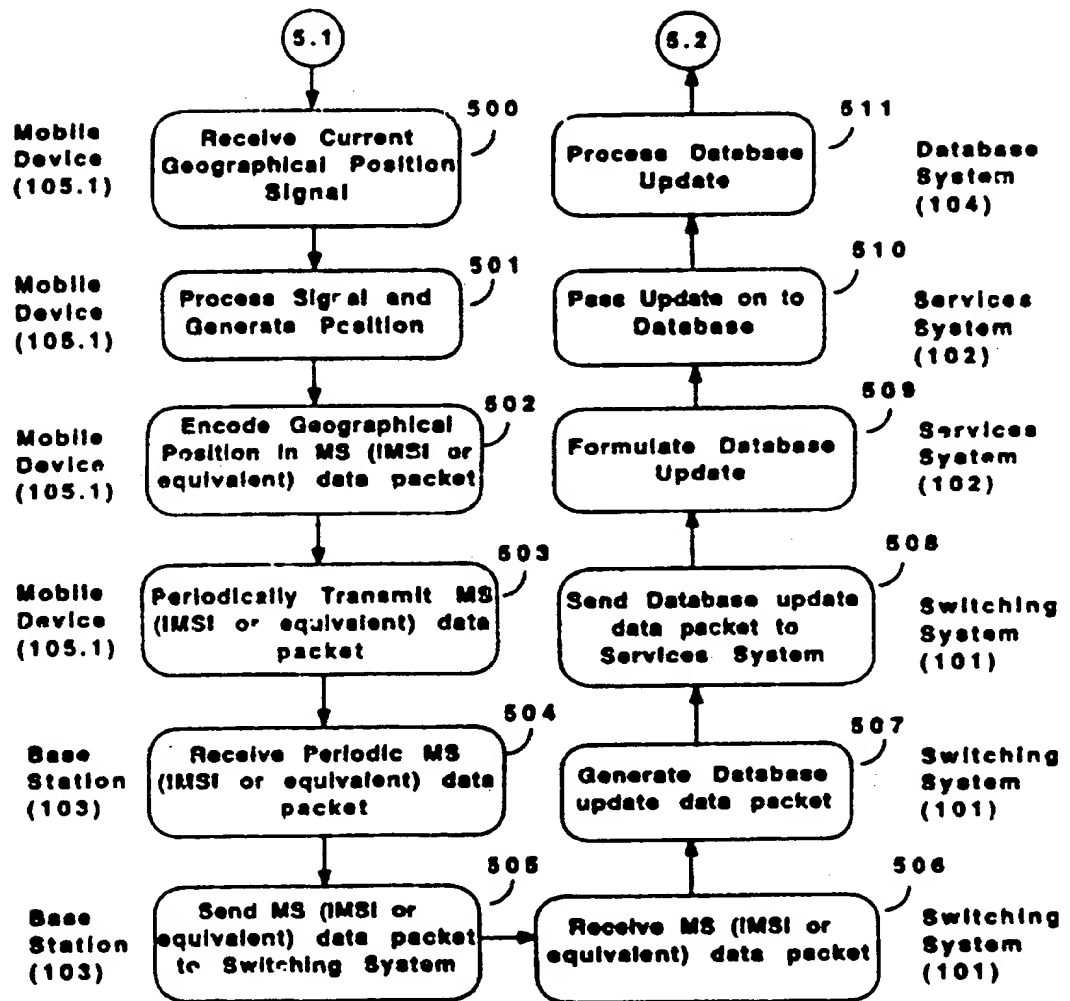 5.1
500
Mobile
Device
(105.1)
Receive Current
Geographical Position
Signal
501
Mobile
Device
(105.1)
Process Signal and
Generate Position
502
Mobile
Device
(105.1)
Encode Geographical
Position in MS (IMSI or
equivalent) data packet
503
Mobile
Device
(105.1)
Periodically Transmit MS
(IMSI or equivalent) data
packet
504
Base
Station
(103)
Receive Periodic MS
(IMSI or equivalent) data
packet
505
Base
Station
(103)
Send MS (IMSI or
equivalent) data packet
to Switching System
506
Receive MS (IMSI or
equivalent) data packet
Switching
System
(101)
507
Generate Database
update data packet
Switching
System
(101)
508
Send Database update
data packet to
Services System
Switching
System
(101)
509
Formulate Database
Update
Services
System
(102)
510
Pass Update on to
Database
Services
System
(102)
511
Process Database
Update
Database
System
(104)
5.2